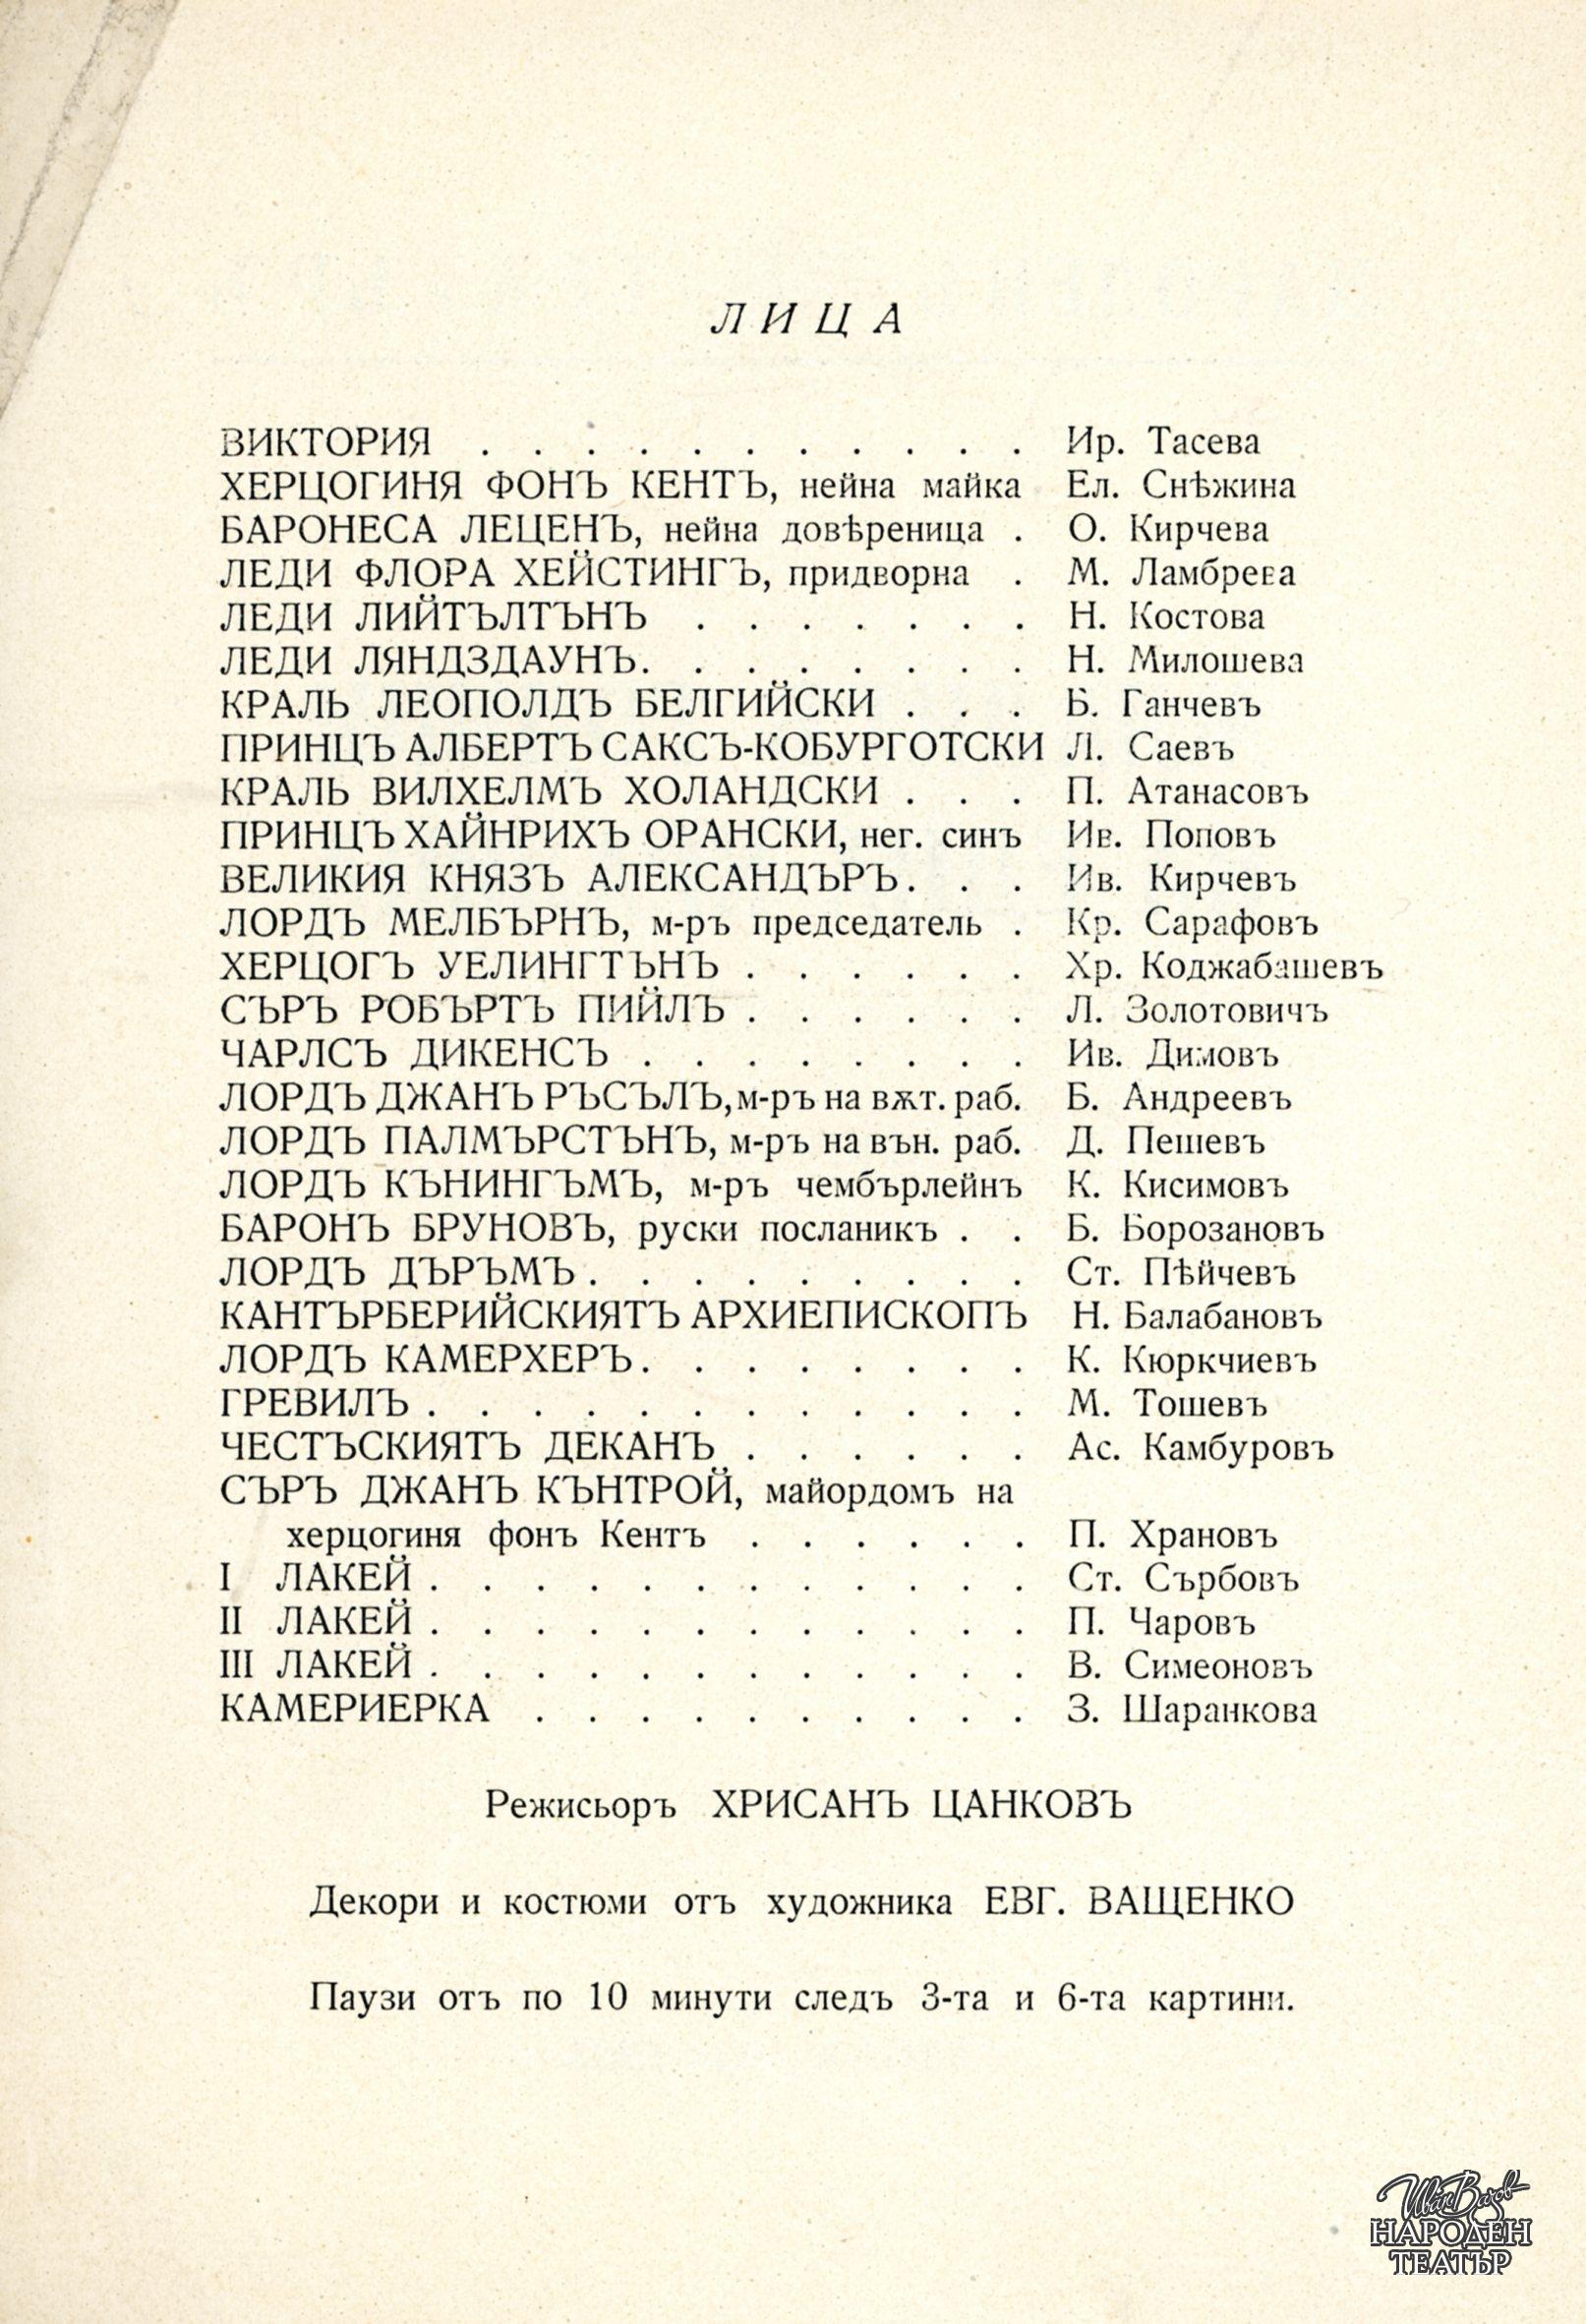 ЛИЦА
ВИКТОРИЯ . . . . . . . . . . . Ир. Тасева
ХЕРЦОГИНЯ ФОНЪ КЕНТЪ, нейна майка Ел. Снѣжина
БАРОНЕСА ЛЕЦЕНЪ, нейна довѣреница . О. Кирчева
ЛЕДИ ФЛОРА ХЕЙСТИНГЪ, придворна . М. Ламбрева
ЛЕДИ ЛИЙТЪЛТЪНЪ . . . . . . . Н. Костова
ЛЕДИ ЛЯНДЗДАУНЪ. . . . . . . . Н. Милошева
КРАЛЬ ЛЕОПОЛДЪ БЕЛГИЙСКИ . . . Б. Ганчевъ
ПРИНЦЪ АЛБЕРТЪ САКСЪ-КОБУРГОТСКИ Л. Саевъ
КРАЛЬ ВИЛХЕЛМЪ ХОЛАНДСКИ . . . П. Атанасовъ
ПРИНЦЪ ХАЙНРИХЪ ОРАНСКИ, нег. синъ Ив. Поповъ
ВЕЛИКИЯ КНЯЗЪ АЛЕКСАНДЪРЪ. . . Ив. Кирчевъ
ЛОРДЪ МЕЛБЪРНЪ, м-ръ председатель . Кр. Сарафовъ
ХЕРЦОГЪ УЕЛИНГТЪНЪ . . . . . . Хр. Коджабашевъ
СЪРЪ РОБЪРТЪ ПИЙЛЪ . . . . . . Л. Золотовичъ
ЧАРЛСЪ ДИКЕНСЪ . . . . . . . . Ив. Димовъ
ЛОРДЪ ДЖАНЪ РЪСЪЛЪ, м-ръ на вѫт. раб. Б. Андреевъ
ЛОРДЪ ПАЛМЪРСТЪНЪ, м-ръ на вън. раб. Д. Пешевъ
ЛОРДЪ КЪНИНГЪМЪ, м-ръ чембърлейнъ К. Кисимовъ
БАРОНЪ БРУНОВЪ, руски посланикъ . . Б. Борозановъ
ЛОРДЪ ДЪРЪМЪ. . . . . . . . . Ст. Пѣйчевъ
КАНТЪРБЕРИЙСКИЯТЪ АРХИЕПИСКОПЪ Н. Балабановъ
ЛОРДЪ КАМЕРХЕРЪ. . . . . . . . К. Кюркчиевъ
ГРЕВИЛЪ . . . . . . . . . . . . М. Тошевъ
ЧЕСТЪСКИЯТЪ ДЕКАНЪ . . . . . . Ас. Камбуровъ
СЪРЪ ДЖАНЪ КЪНТРОЙ, майордомъ на
херцогиня фонъ Кентъ . . . . . . П. Храновъ
I ЛАКЕЙ . . . . . . . . . . . . Ст. Сърбовъ
II ЛАКЕЙ . . . . . . . . . . . . П. Чаровъ
III ЛАКЕЙ . . . . . . . . . . . . В. Симеоновъ
КАМЕРИЕРКА . . . . . . . . . . З. Шаранкова
Режисьоръ ХРИСАНЪ ЦАНКОВЪ
Декори и костюми отъ художника ЕВГ. ВАЩЕНКО
Паузи отъ по 10 минути следъ 3-та и 6-та картини.
Иван Вазов
НАРОДЕН
ТЕАТЪР